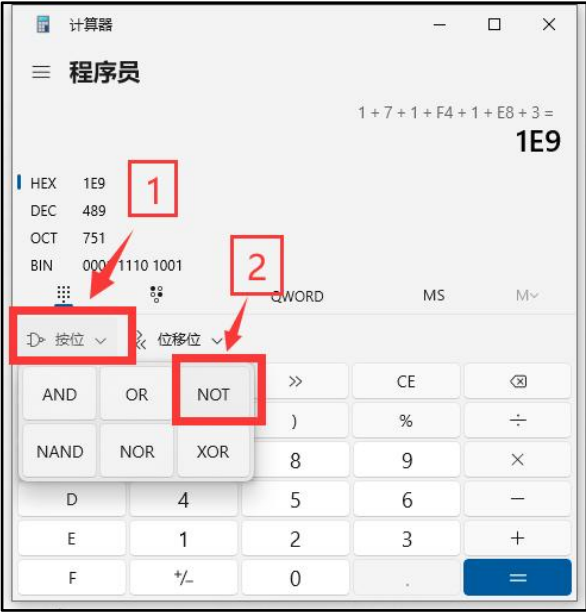 计算器
程序员
1 + 7 + 1 + F4 + 1 + E8 + 3 =
1E9
HEX 1E9
DEC 489
OCT 751
BIN 0001 1110 1001
1
2
QWORD MS M
按位 位移位
AND OR NOT
>> CE
) % ÷
NAND NOR XOR
8 9 ×
D 4 5 6 −
E 1 2 3 +
F +/− 0 . =